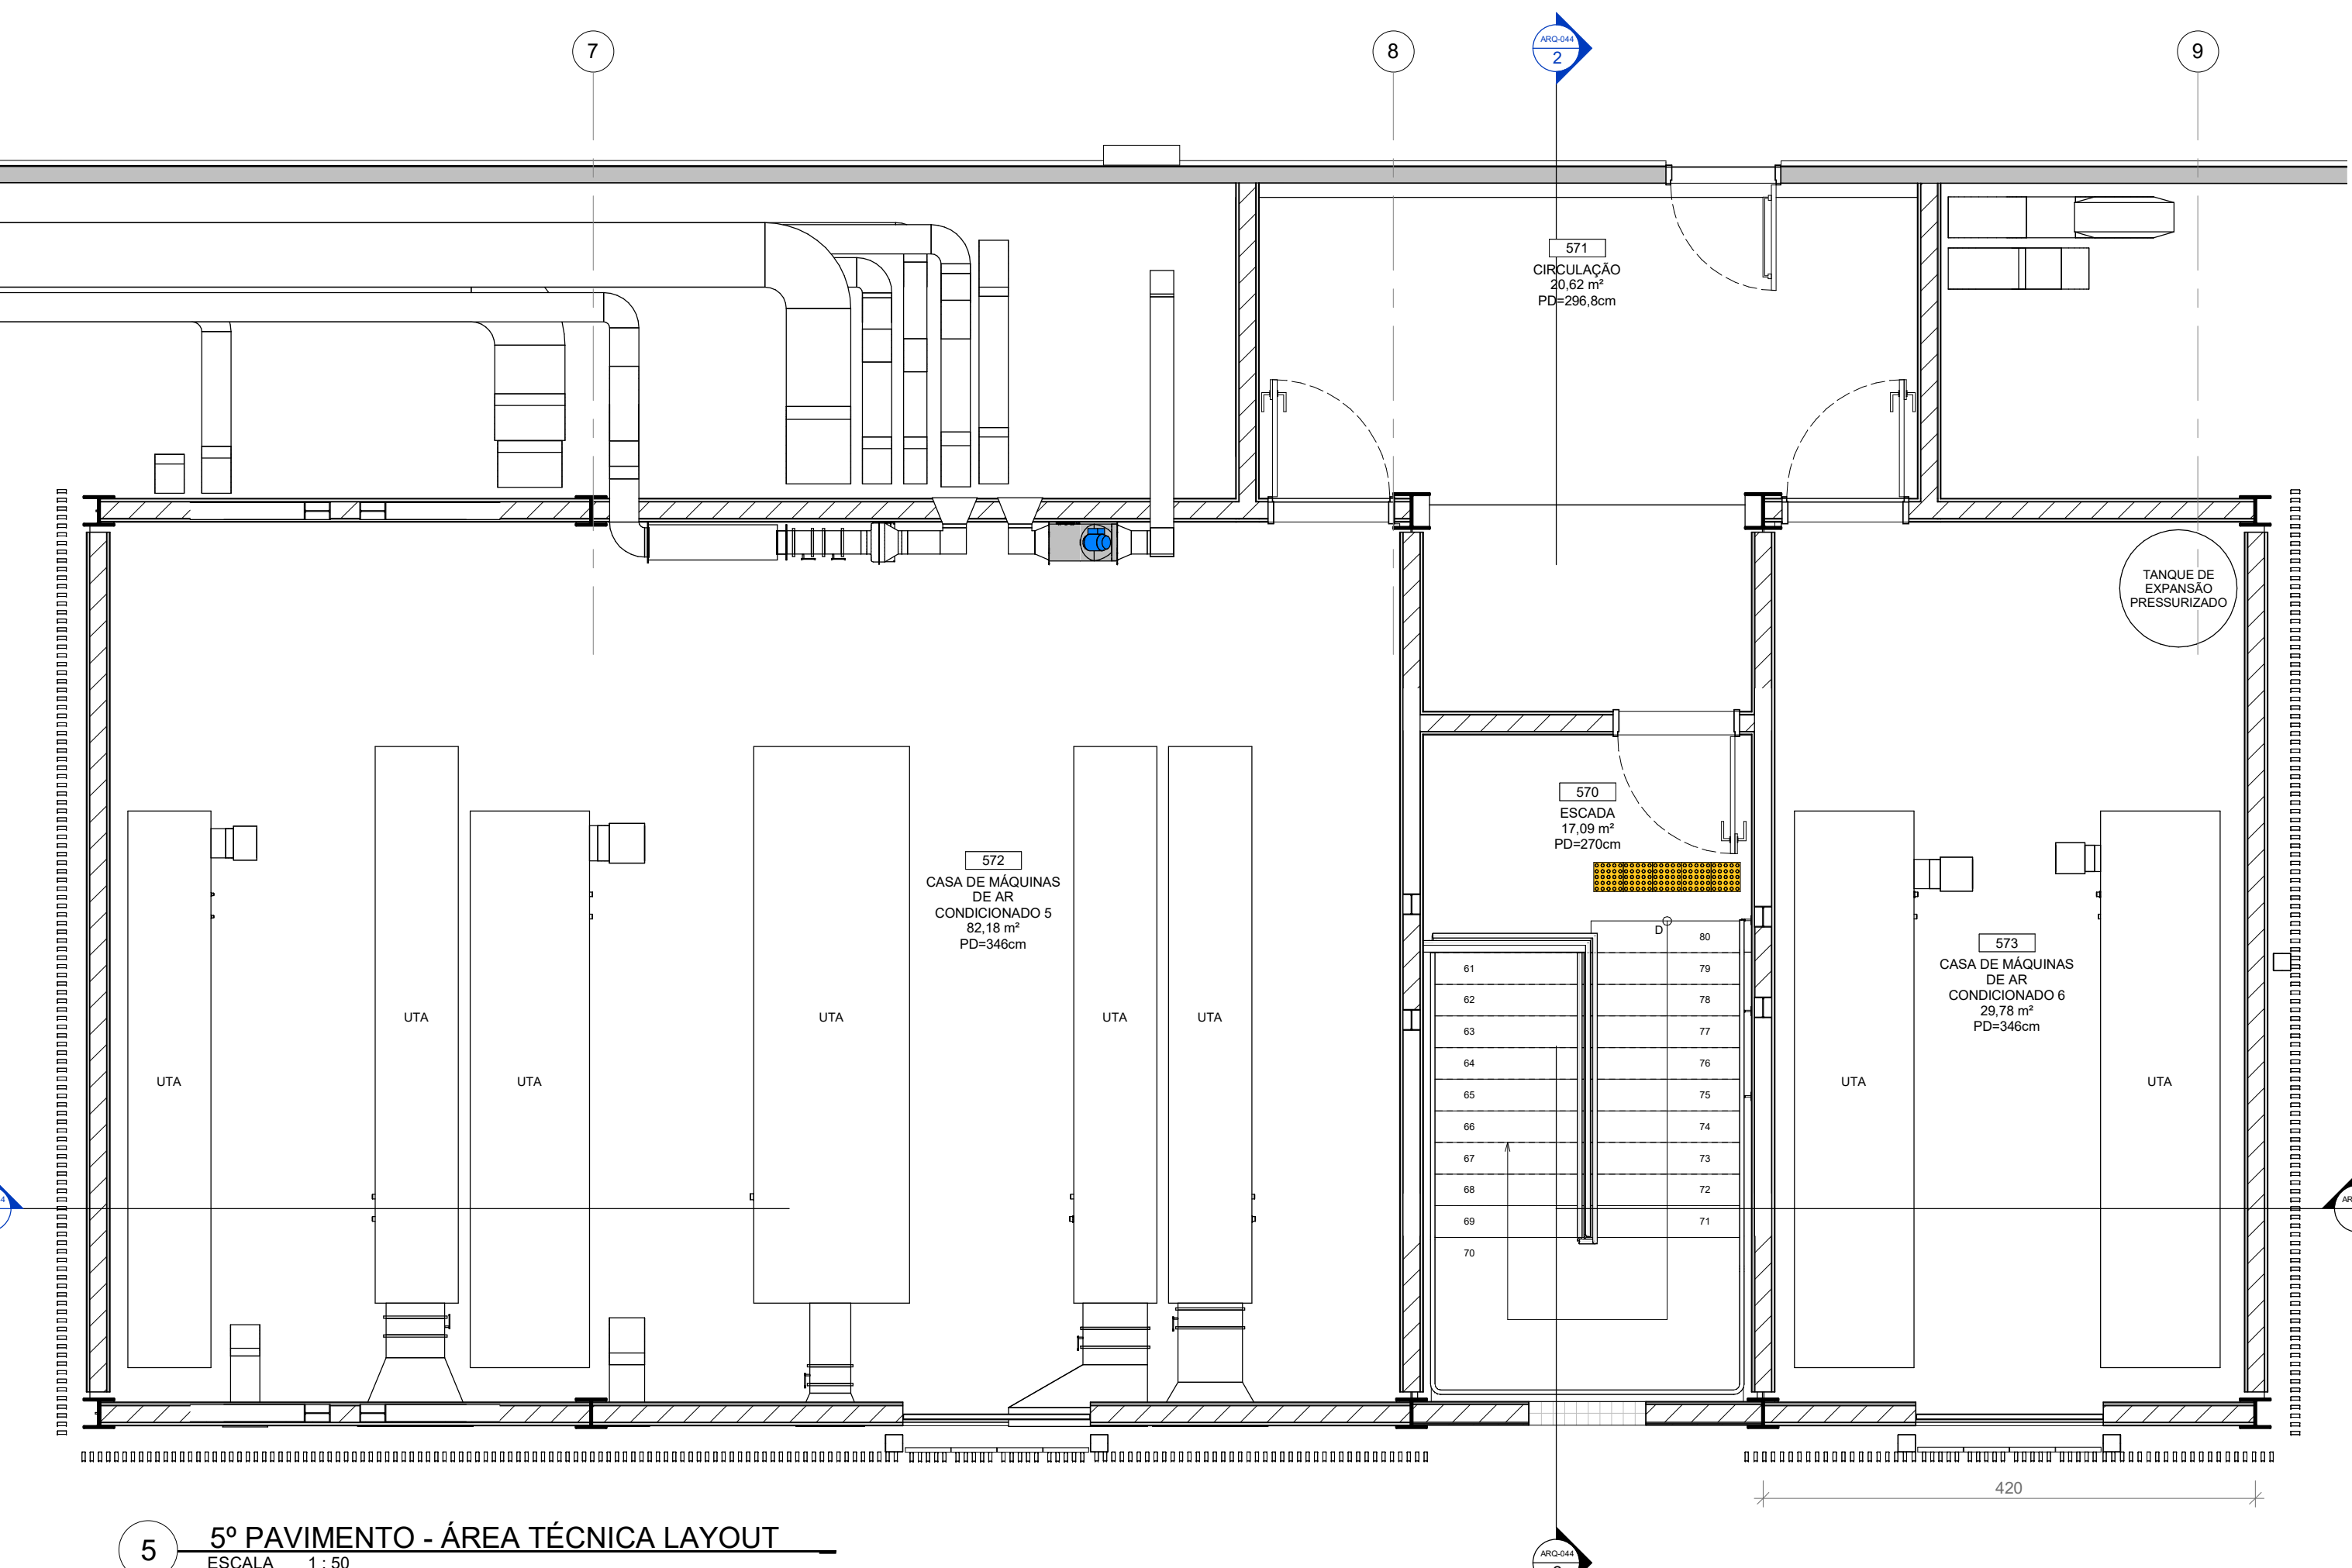 7
8
ARQ-044
2
9
571
CIRCULAÇÃO
20,62 m²
PD=296,8cm
TANQUE DE
EXPANSÃO
PRESSURIZADO
570
ESCADA
17,09 m²
PD=270cm
572
CASA DE MÁQUINAS
DE AR
CONDICIONADO 5
82,18 m²
PD=346cm
573
CASA DE MÁQUINAS
DE AR
CONDICIONADO 6
29,78 m²
PD=346cm
UTA
UTA
UTA
UTA
UTA
UTA
UTA
UTA
D
80
61
79
62
78
63
77
64
76
65
75
66
74
67
73
68
72
69
71
70
4
AR
420
5
5º PAVIMENTO - ÁREA TÉCNICA LAYOUT
ESCALA 1 : 50
ARQ-044